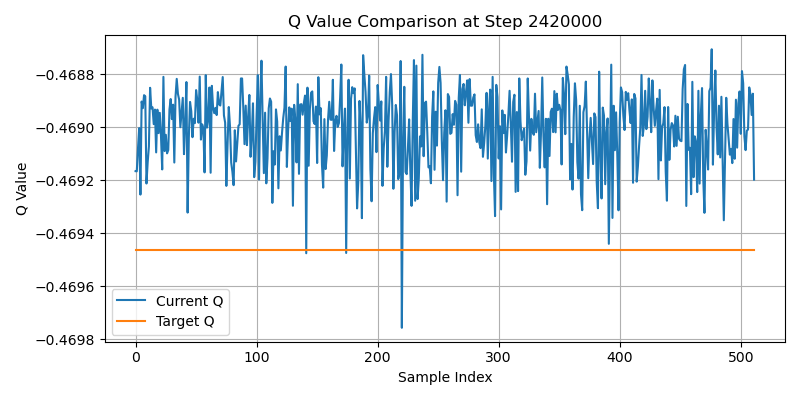 Q Value Comparison at Step 2420000
Q Value
−0.4688
−0.4690
−0.4692
−0.4694
−0.4696
−0.4698
Current Q
Target Q
0 100 200 300 400 500
Sample Index